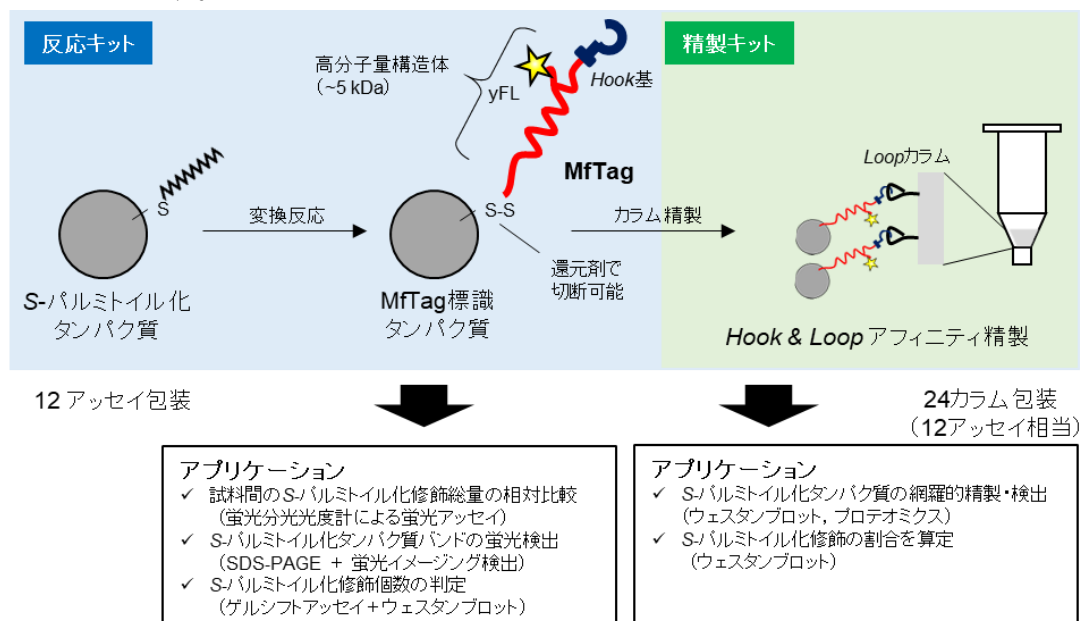 反応キット
高分子量構造体
(~5 kDa)
yFL
Hook基
MfTag
S
変換反応
S-S
還元剤で
切断可能
S-パルミトイル化
タンパク質
MfTag標識
タンパク質
精製キット
Loopカラム
カラム精製
Hook & Loop アフィニティ精製
12 アッセイ包装
24カラム包装
(12アッセイ相当)
アプリケーション
✓ 試料間のS-パルミトイル化修飾総量の相対比較
(蛍光分光光度計による蛍光アッセイ)
✓ S-パルミトイル化タンパク質バンドの蛍光検出
(SDS-PAGE + 蛍光イメージング検出)
✓ S-パルミトイル化修飾個数の判定
(ゲルシフトアッセイ+ウェスタンブロット)
アプリケーション
✓ S-パルミトイル化タンパク質の網羅的精製・検出
(ウェスタンブロット, プロテオミクス)
✓ S-パルミトイル化修飾の割合を算定
(ウェスタンブロット)